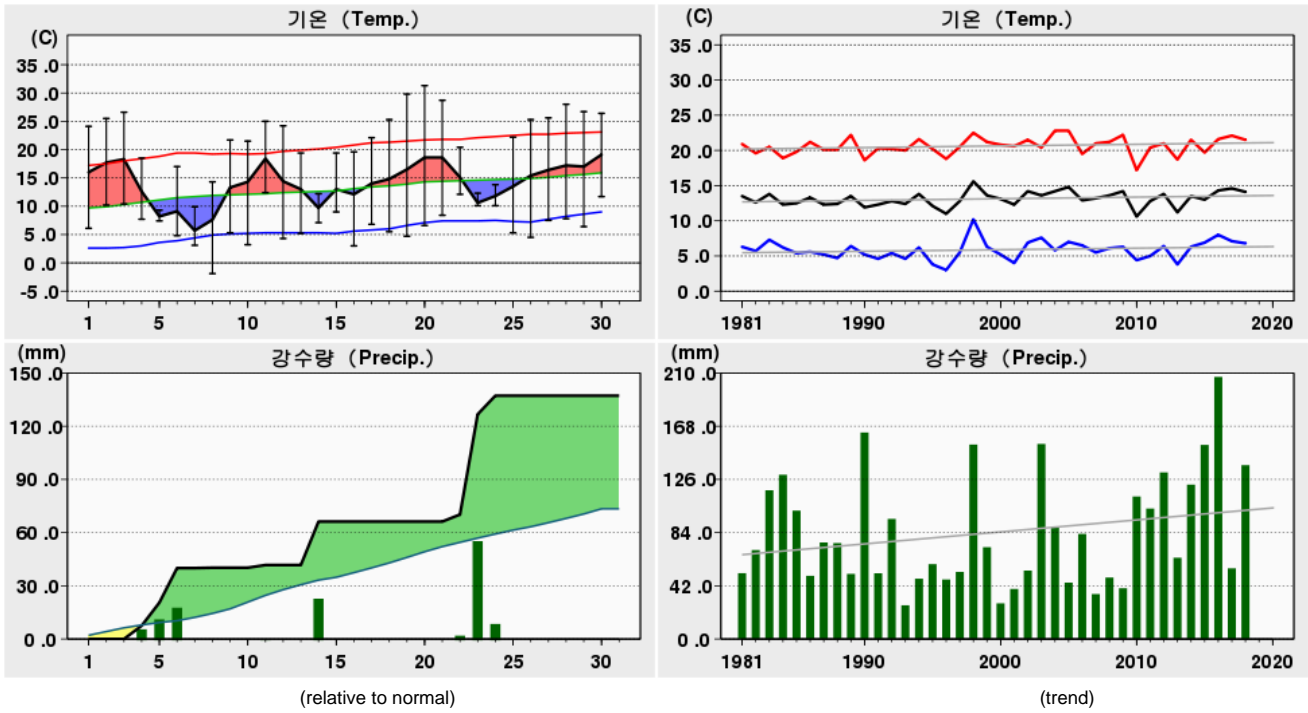 기온 (Temp.)
(C)
35 .0
30 .0
25 .0
20 .0
15 .0
10 .0
5 .0
0 .0
-5 .0
1 5 10 15 20 25 30
기온 (Temp.)
(C)
35 .0
30 .0
25 .0
20 .0
15 .0
10 .0
5 .0
0 .0
1981 1990 2000 2010 2020
강수량 (Precip.)
(mm)
150 .0
120 .0
90 .0
60 .0
30 .0
0 .0
1 5 10 15 20 25 30
(relative to normal)
강수량 (Precip.)
(mm)
210 .0
168 .0
126 .0
84 .0
42 .0
0 .0
1981 1990 2000 2010 2020
(trend)